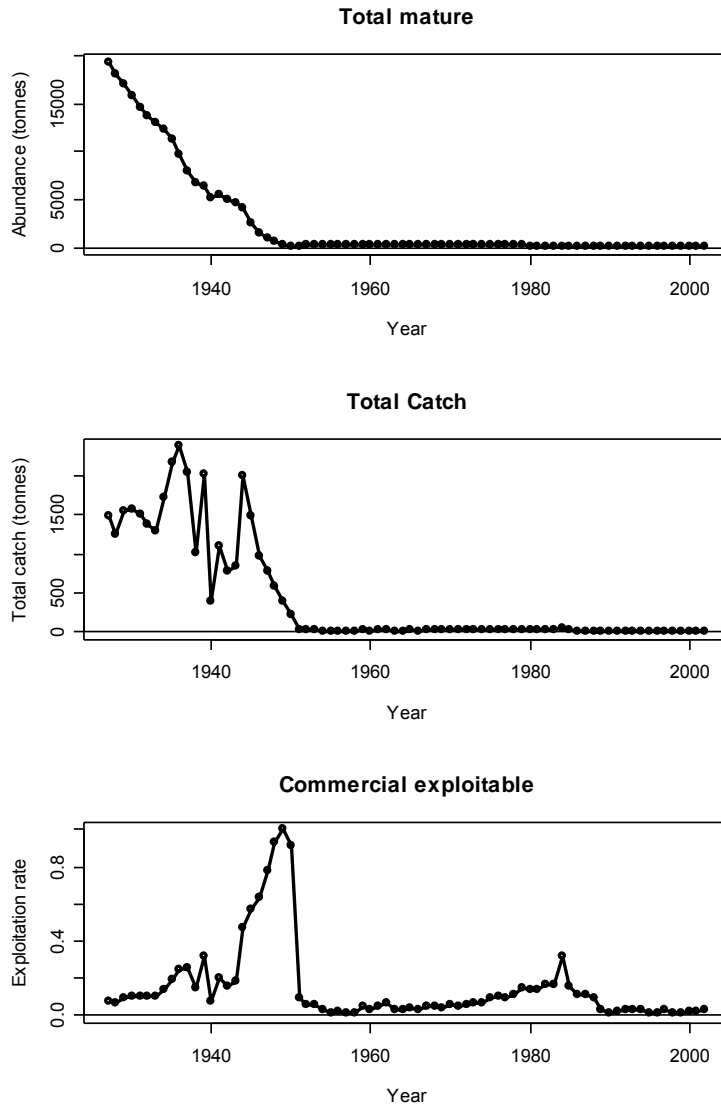 Total mature
Abundance (tonnes)
15000
5000
0
1940 1960 1980 2000
Year
Total Catch
Total catch (tonnes)
1500
500
0
1940 1960 1980 2000
Year
Commercial exploitable
Exploitation rate
0.8
0.4
0.0
1940 1960 1980 2000
Year